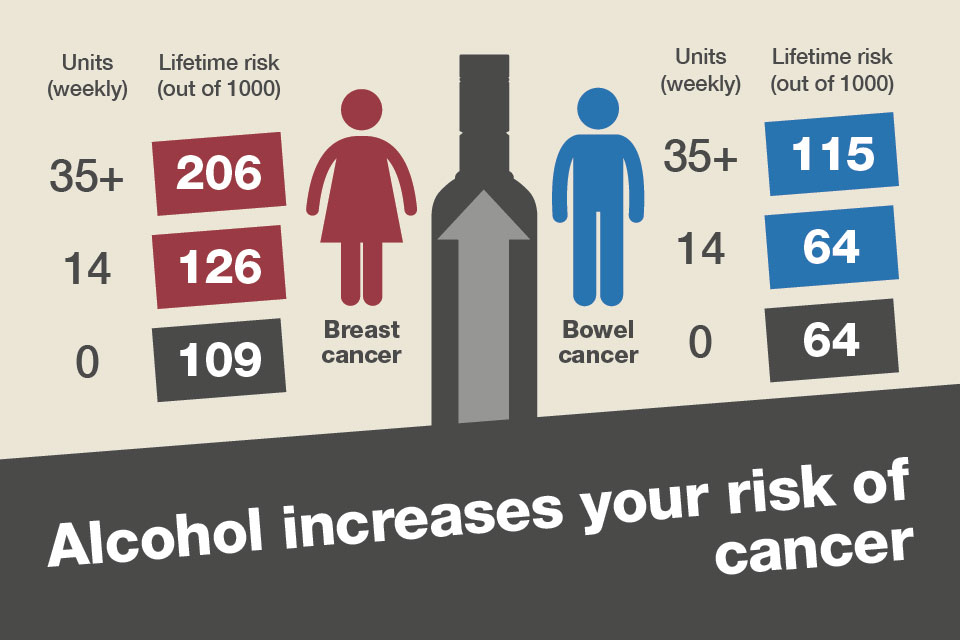 Units
(weekly)
Lifetime risk
(out of 1000)
35+
206
14
126
0
109
Breast
cancer
Bowel
cancer
Units
(weekly)
Lifetime risk
(out of 1000)
35+
115
14
64
0
64
Alcohol increases your risk of
cancer